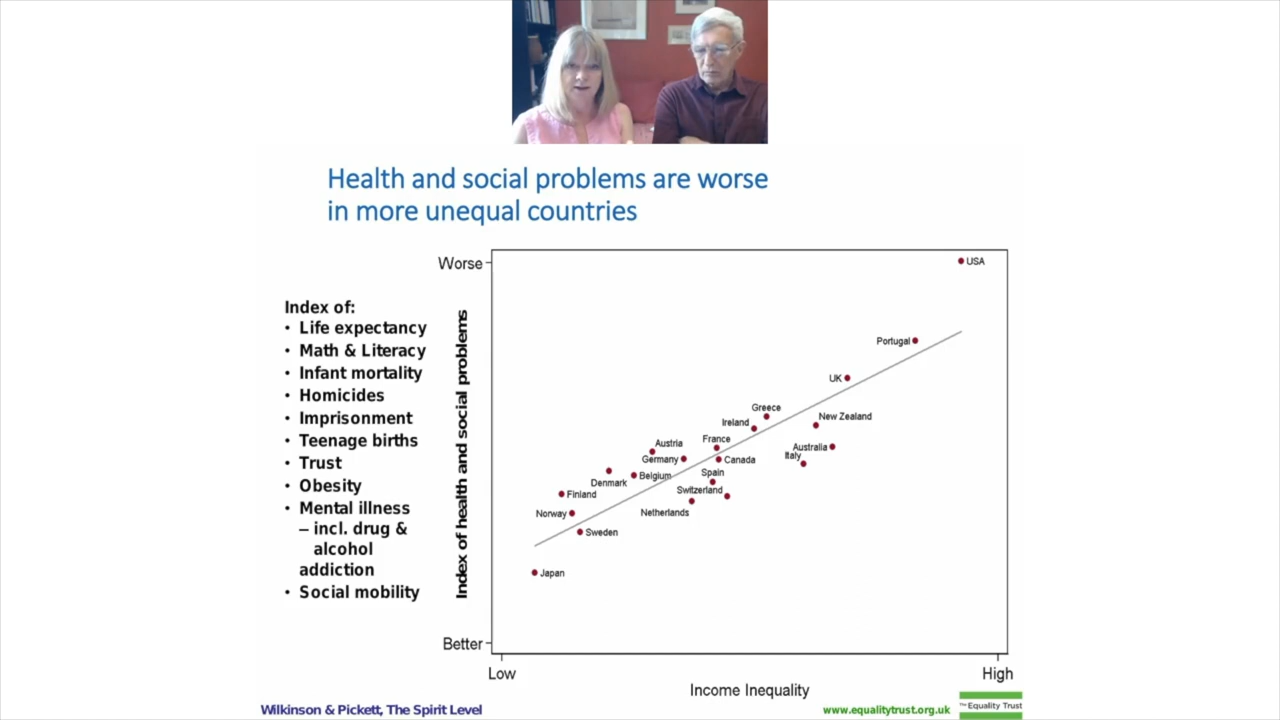 Health and social problems are worse
in more unequal countries
Index of:
• Life expectancy
• Math & Literacy
• Infant mortality
• Homicides
• Imprisonment
• Teenage births
• Trust
• Obesity
• Mental illness
– incl. drug &
alcohol
addiction
• Social mobility
Worse
Index of health and social problems
Better
USA
Portugal
UK
Greece
New Zealand
Ireland
Austria
France
Australia
Italy
Germany
Canada
Spain
Belgium
Denmark
Switzerland
Finland
Netherlands
Norway
Sweden
Japan
Low
High
Income Inequality
Wilkinson & Pickett, The Spirit Level
www.equalitytrust.org.uk
The Equality Trust